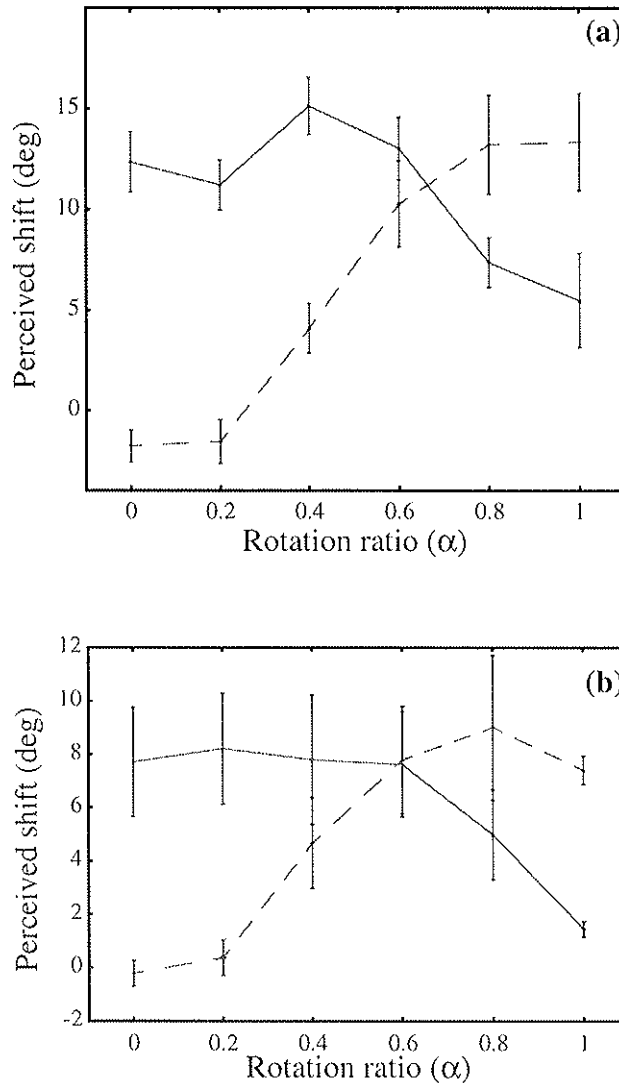 (a)
Perceived shift (deg)
15
10
5
0
0 0.2 0.4 0.6 0.8 1
Rotation ratio (α)
(b)
Perceived shift (deg)
12
10
8
6
4
2
0
-2
0 0.2 0.4 0.6 0.8 1
Rotation ratio (α)